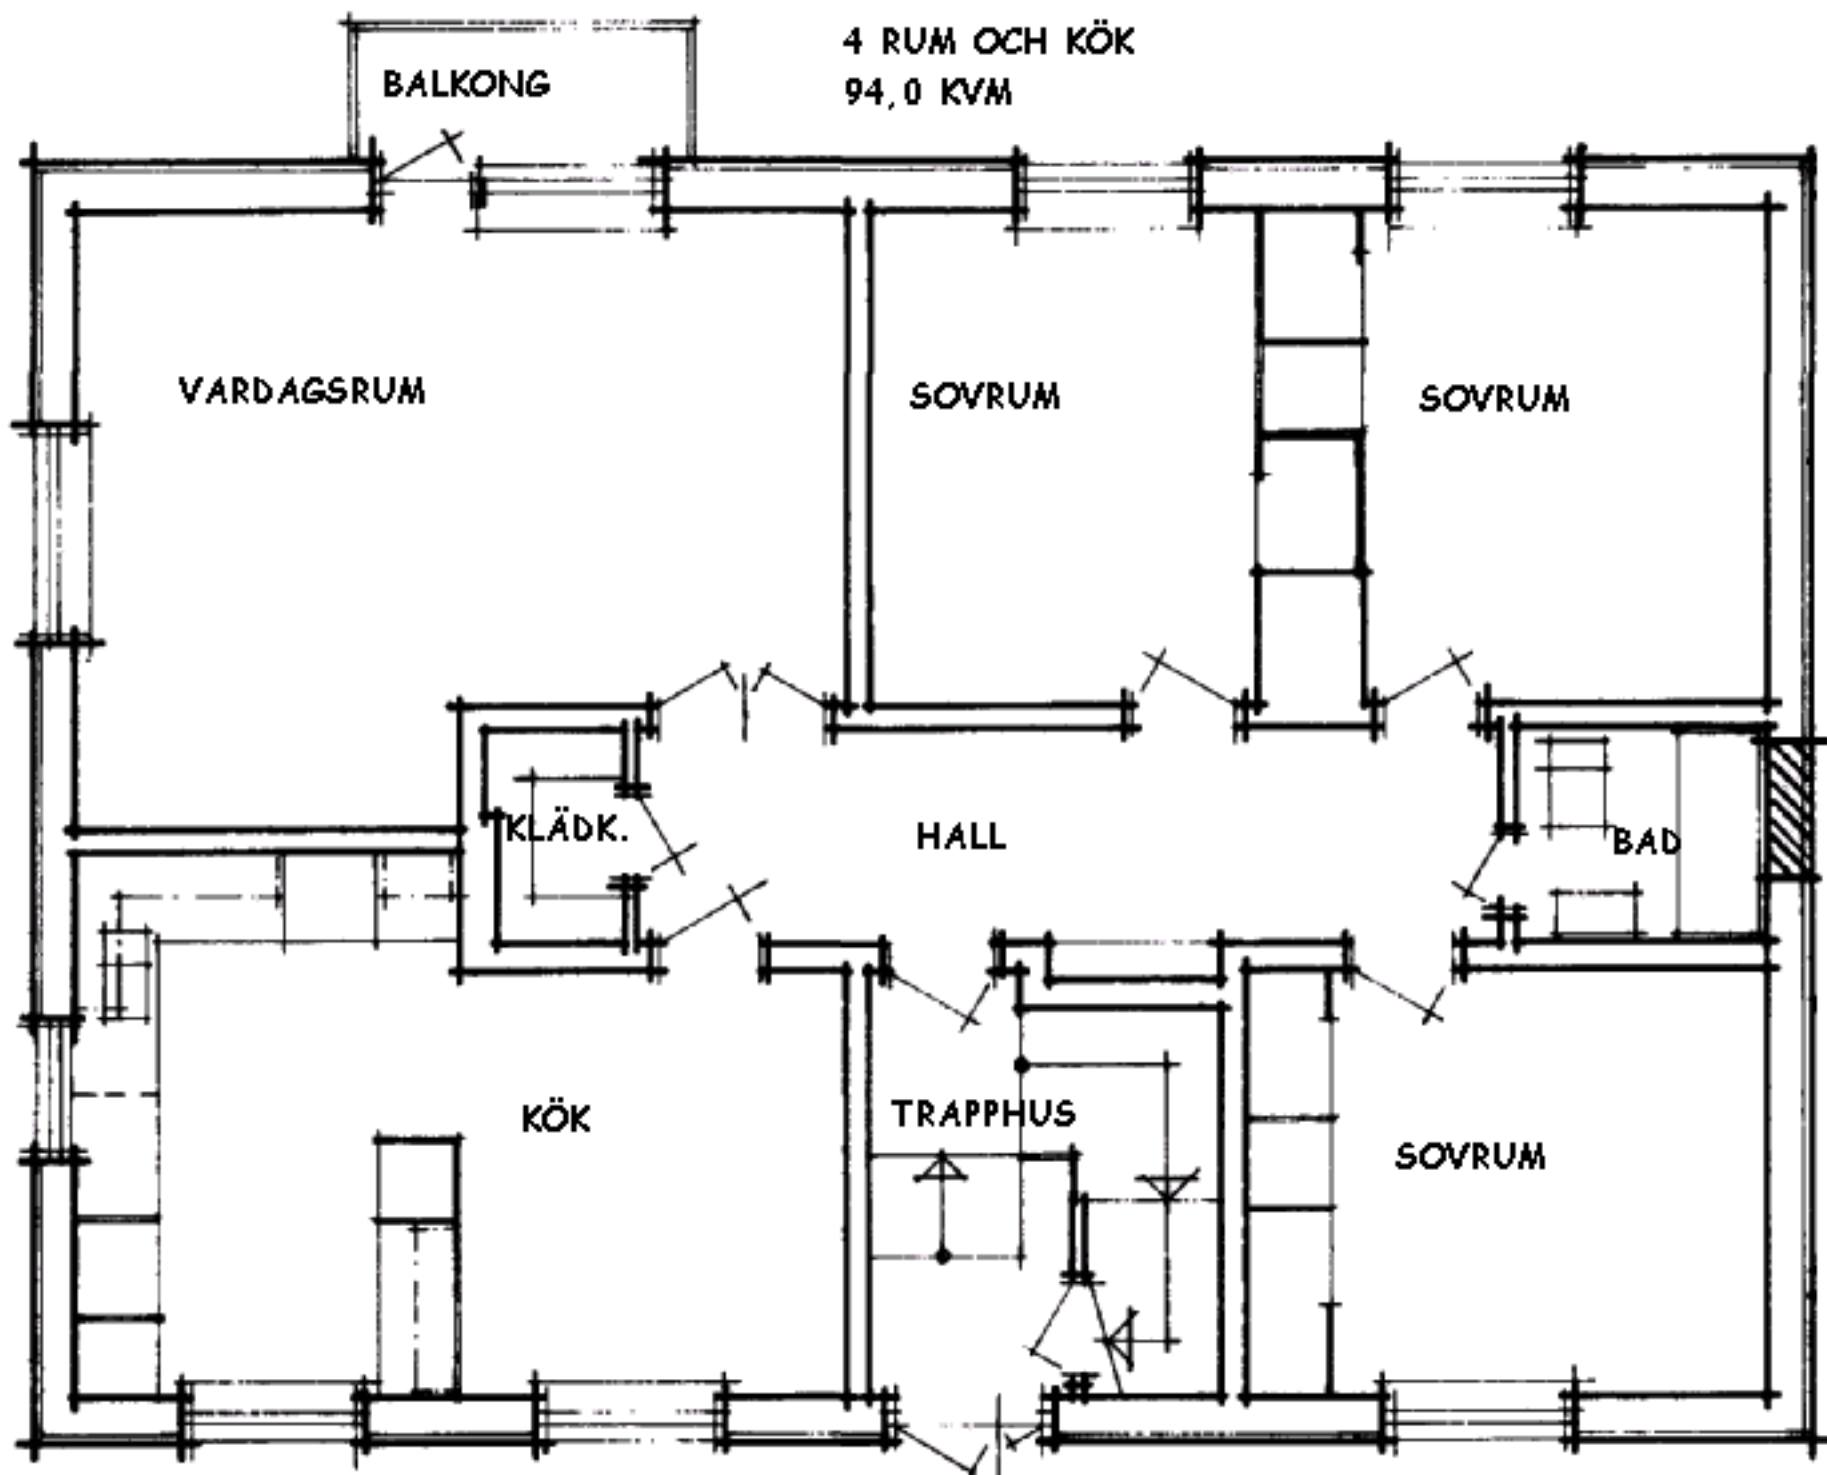 4 RUM OCH KÖK
94,0 KVM
BALKONG
VARDAGSRUM
SOVRUM
SOVRUM
KLÄDK.
HALL
BAD
KÖK
TRAPPHUS
SOVRUM